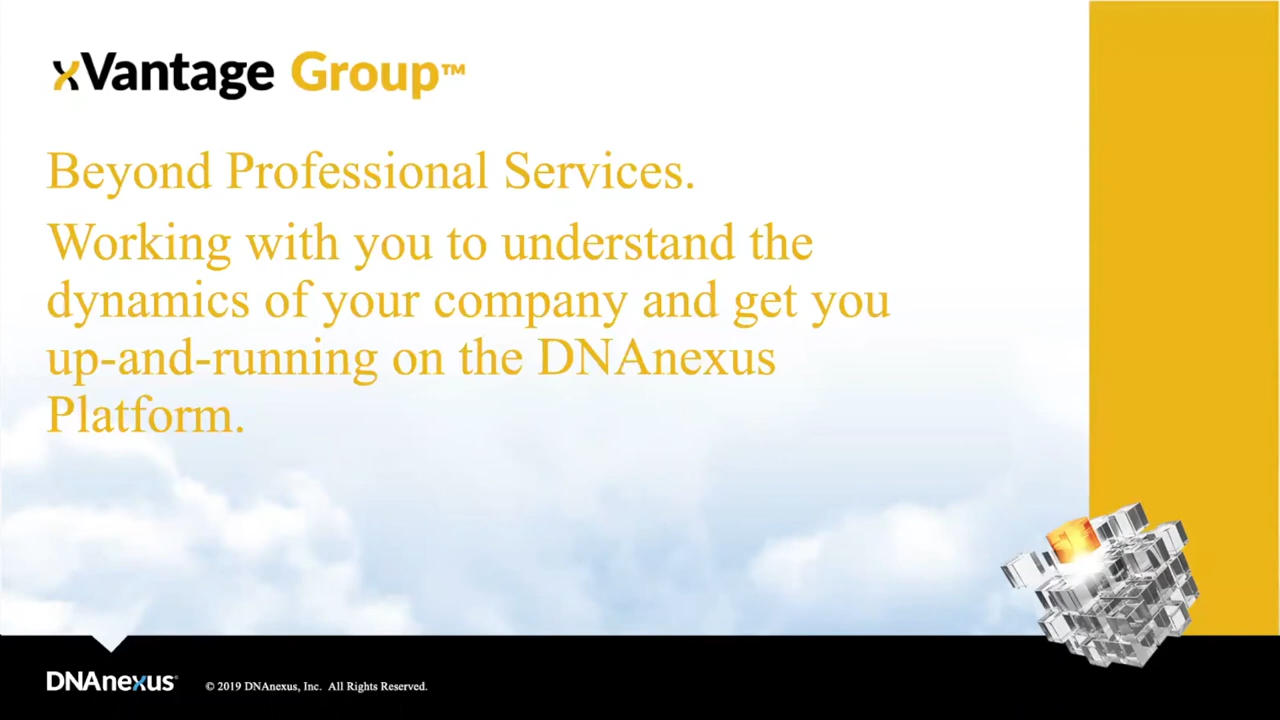 xVantage Group™
Beyond Professional Services.
Working with you to understand the
dynamics of your company and get you
up-and-running on the DNAnexus
Platform.
DNAnexus® © 2019 DNAnexus, Inc. All Rights Reserved.